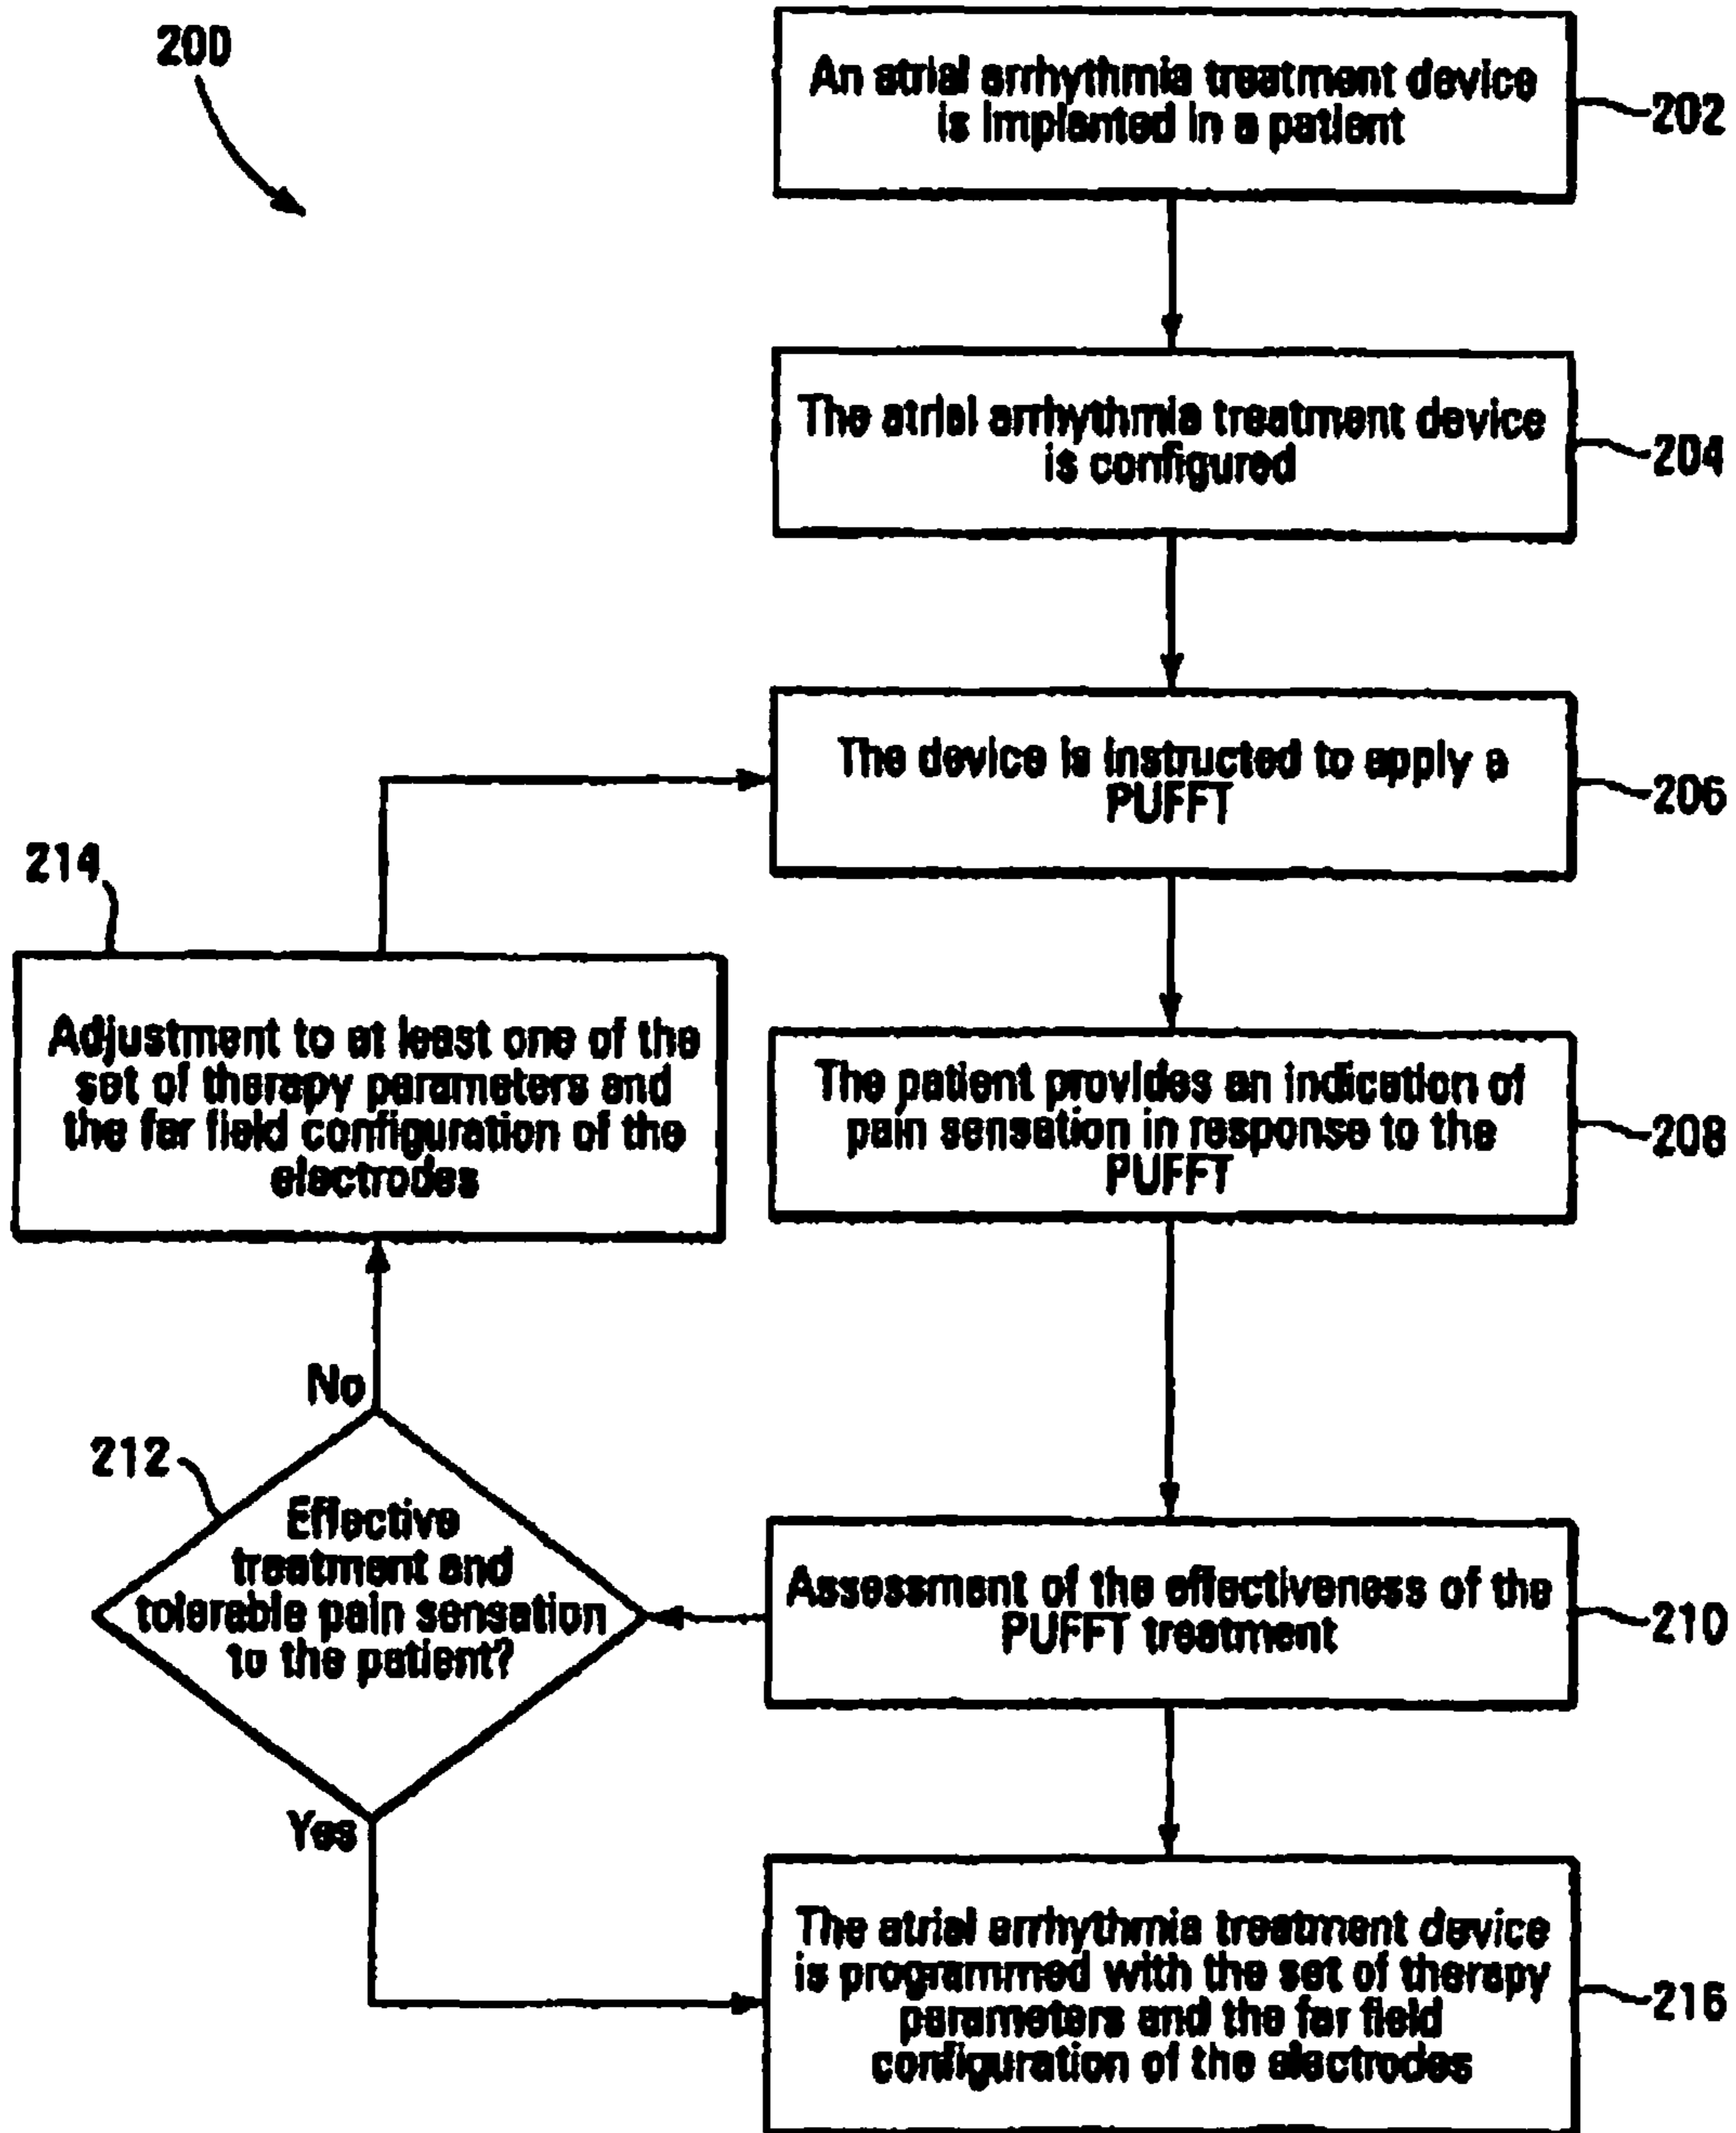 200
An atrial arrhythmia treatment device
is implanted in a patient
202
The atrial arrhythmia treatment device
is configured
204
The device is instructed to apply a
PUFFT
206
214
Adjustment to at least one of the
set of therapy parameters and
the far field configuration of the
electrodes
The patient provides an indication of
pain sensation in response to the
PUFFT
208
No
212
Effective
treatment and
tolerable pain sensation
to the patient?
Yes
Assessment of the effectiveness of the
PUFFT treatment
210
The atrial arrhythmia treatment device
is programmed with the set of therapy
parameters and the far field
configuration of the electrodes
216